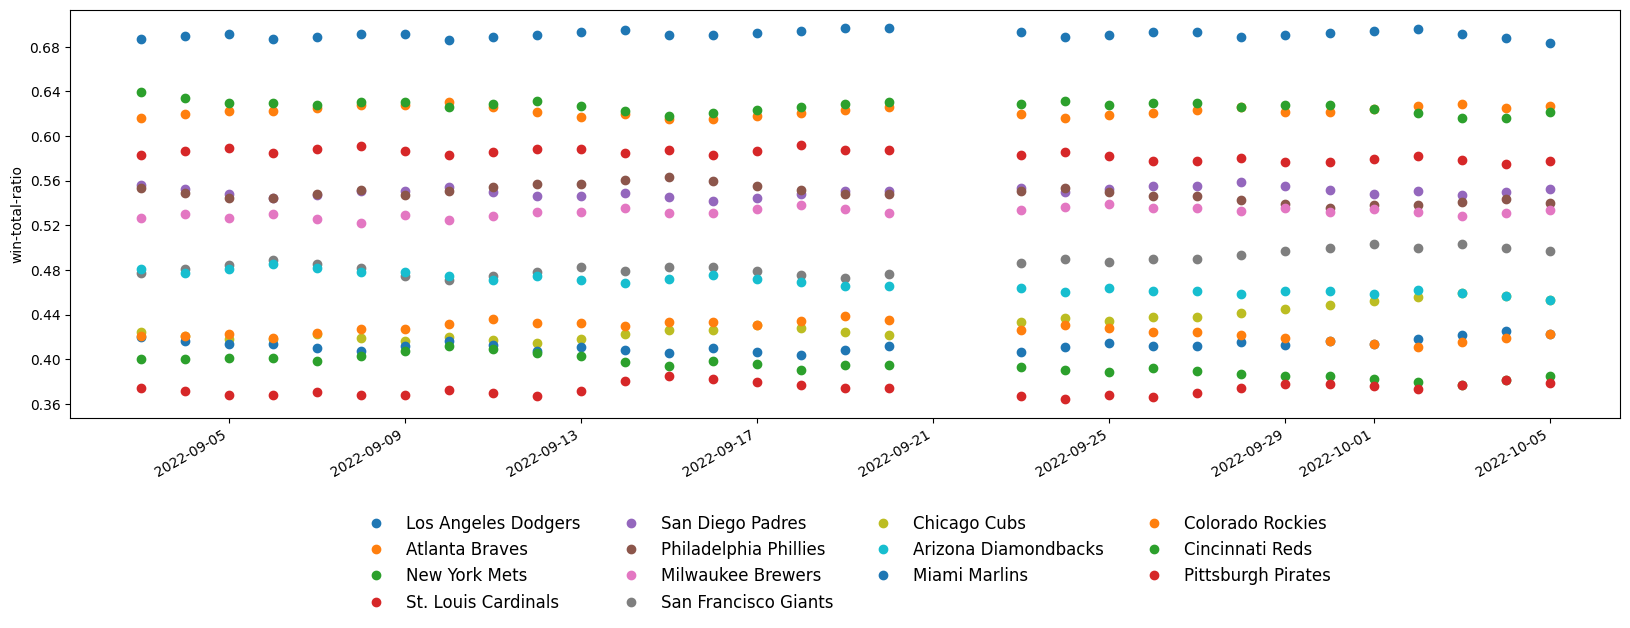 win-total-ratio
0.68
0.64
0.60
0.56
0.52
0.48
0.44
0.40
0.36
2022-09-05
2022-09-09
2022-09-13
2022-09-17
2022-09-21
2022-09-25
2022-09-29
2022-10-01
2022-10-05
Los Angeles Dodgers
Atlanta Braves
New York Mets
St. Louis Cardinals
San Diego Padres
Philadelphia Phillies
Milwaukee Brewers
San Francisco Giants
Chicago Cubs
Arizona Diamondbacks
Miami Marlins
Colorado Rockies
Cincinnati Reds
Pittsburgh Pirates